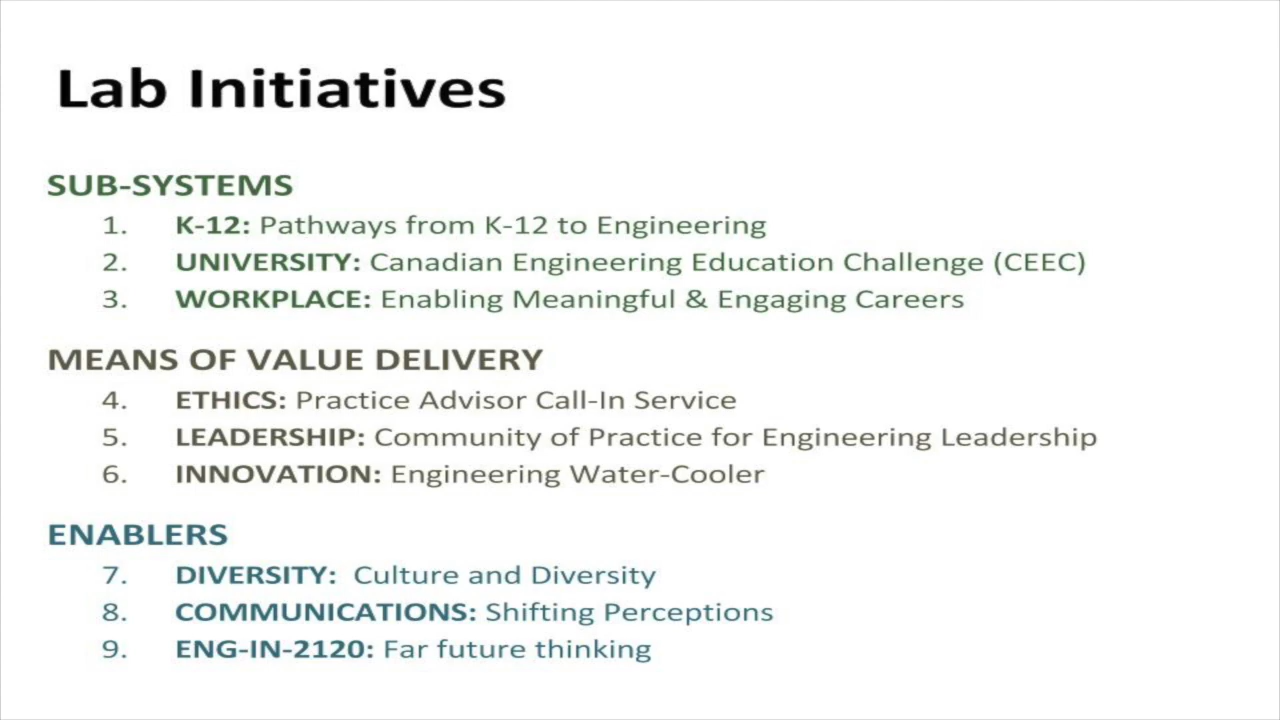 Lab Initiatives
SUB-SYSTEMS
1. K-12: Pathways from K-12 to Engineering
2. UNIVERSITY: Canadian Engineering Education Challenge (CEEC)
3. WORKPLACE: Enabling Meaningful & Engaging Careers
MEANS OF VALUE DELIVERY
4. ETHICS: Practice Advisor Call-In Service
5. LEADERSHIP: Community of Practice for Engineering Leadership
6. INNOVATION: Engineering Water-Cooler
ENABLERS
7. DIVERSITY: Culture and Diversity
8. COMMUNICATIONS: Shifting Perceptions
9. ENG-IN-2120: Far future thinking